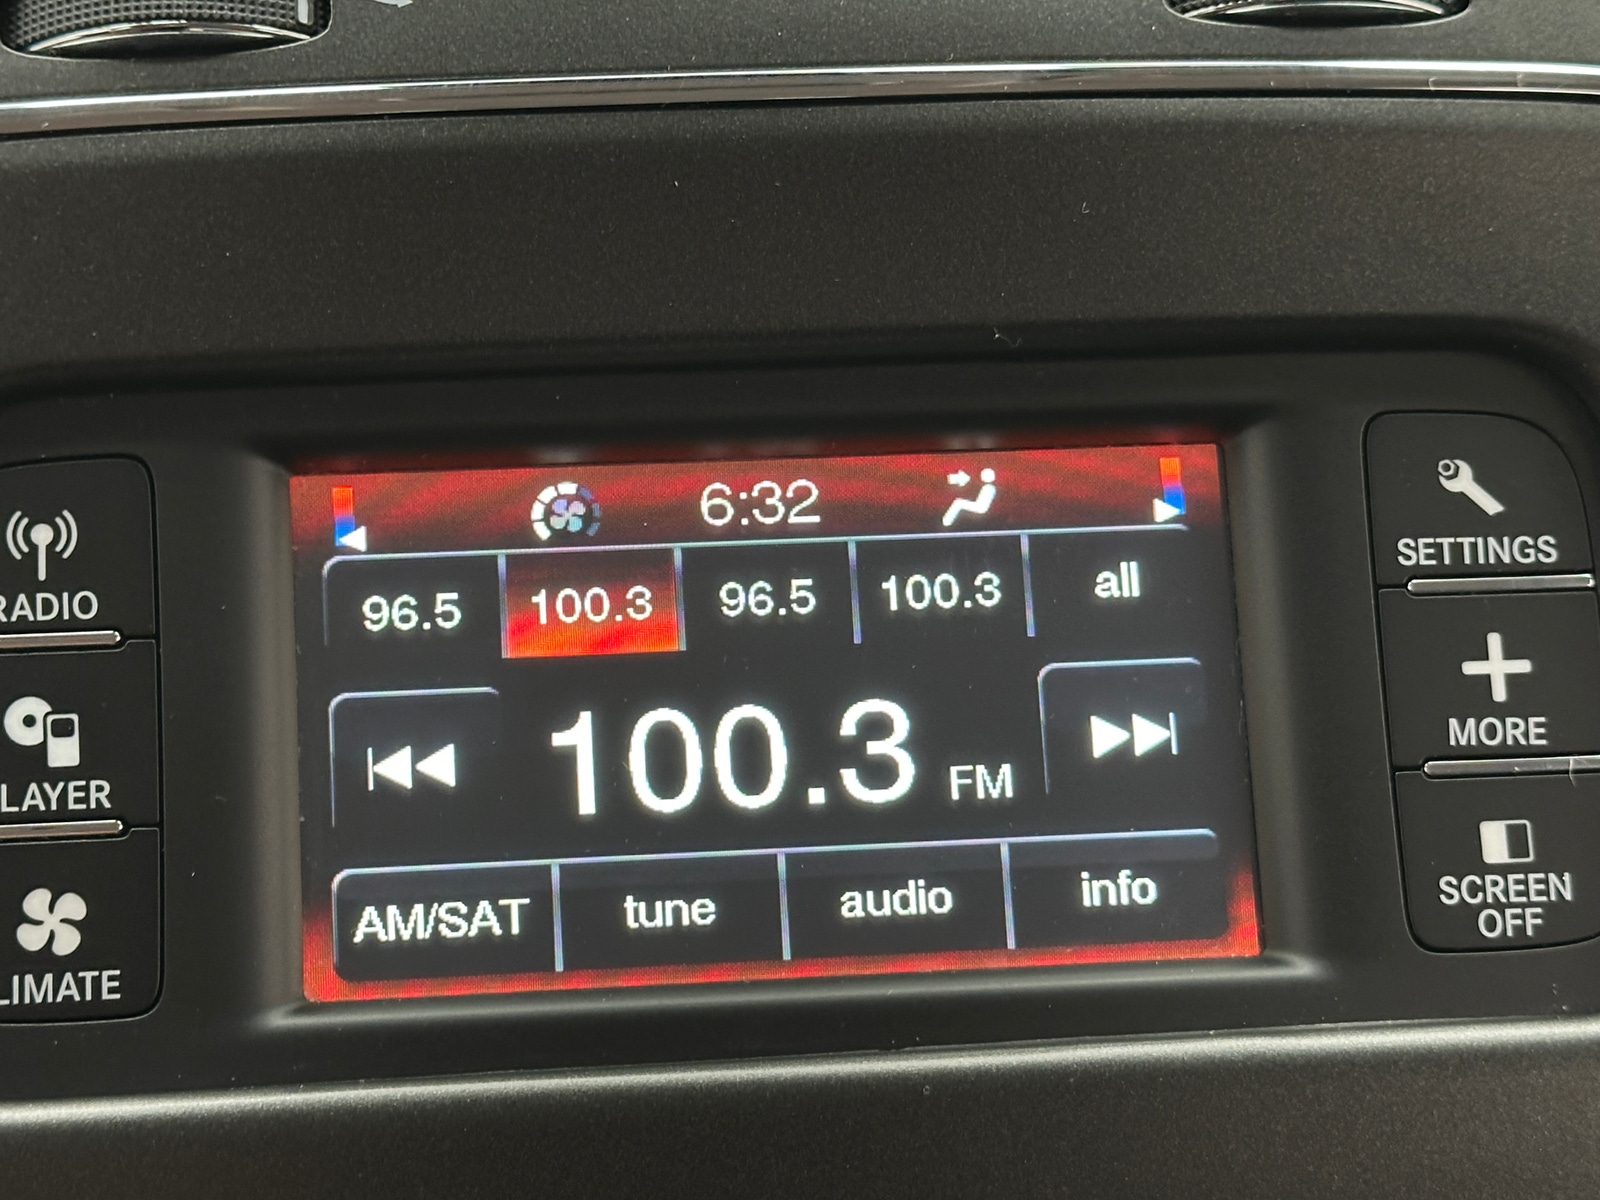 6:32
96.5 100.3 96.5 100.3 all
100.3 FM
AM/SAT tune audio info
RADIO
LAYER
LIMATE
SETTINGS
MORE
SCREEN
OFF